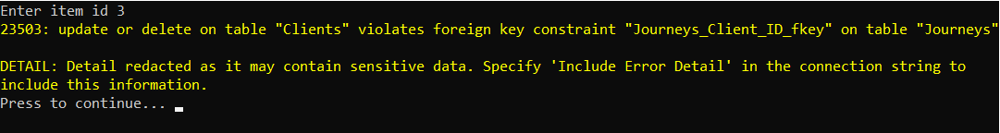 Enter item id 3
23503: update or delete on table "Clients" violates foreign key constraint "Journeys_Client_ID_fkey" on table "Journeys"
DETAIL: Detail redacted as it may contain sensitive data. Specify 'Include Error Detail' in the connection string to
include this information.
Press to continue...